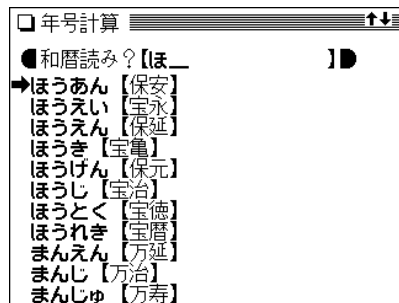 年号計算
和暦読み?【ほ】
ほうあん【保安】
ほうえい【宝永】
ほうえん【保延】
ほうき【宝亀】
ほうげん【保元】
ほうじ【宝治】
ほうとく【宝徳】
ほうれき【宝暦】
まんえん【万延】
まんじ【万治】
まんじゅ【万寿】